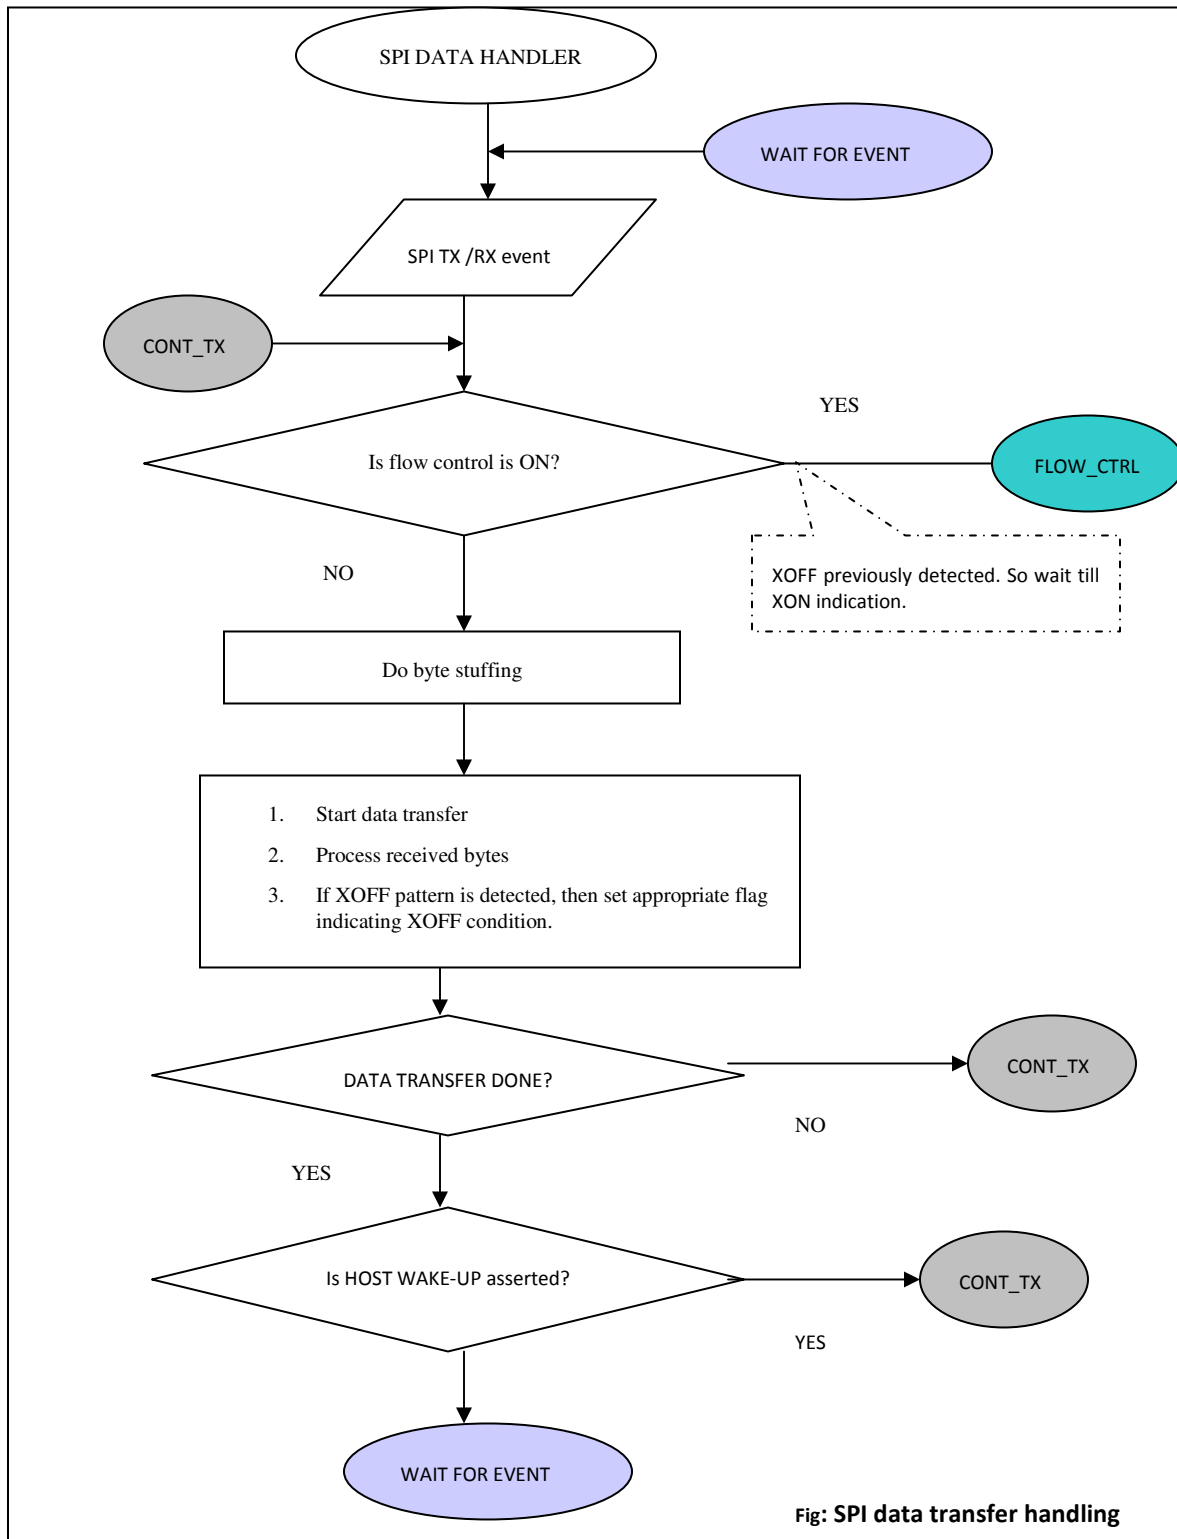 SPI DATA HANDLER
WAIT FOR EVENT
SPI TX /RX event
CONT_TX
YES
Is flow control is ON?
FLOW_CTRL
XOFF previously detected. So wait till
XON indication.
NO
Do byte stuffing
1. Start data transfer
2. Process received bytes
3. If XOFF pattern is detected, then set appropriate flag
indicating XOFF condition.
DATA TRANSFER DONE?
CONT_TX
NO
YES
Is HOST WAKE-UP asserted?
CONT_TX
YES
WAIT FOR EVENT
Fig: SPI data transfer handling